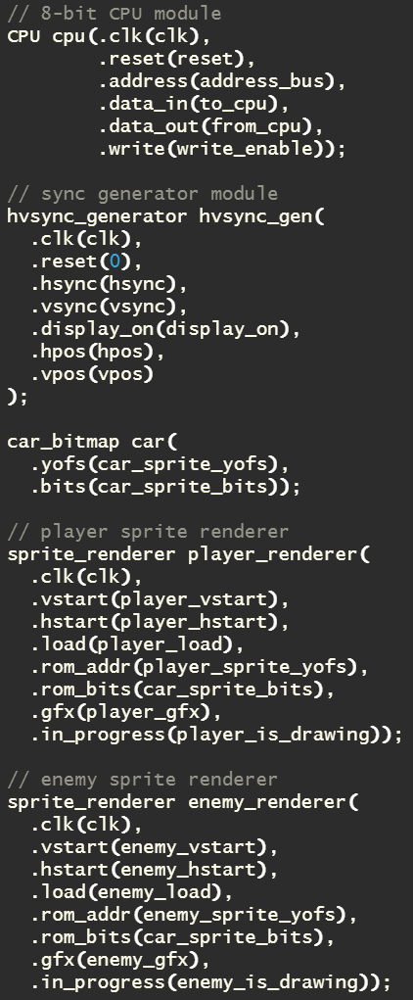 // 8-bit CPU module
CPU cpu(.clk(clk),
        .reset(reset),
        .address(address_bus),
        .data_in(to_cpu),
        .data_out(from_cpu),
        .write(write_enable));

// sync generator module
hvsync_generator hvsync_gen(
  .clk(clk),
  .reset(0),
  .hsync(hsync),
  .vsync(vsync),
  .display_on(display_on),
  .hpos(hpos),
  .vpos(vpos)
);

car_bitmap car(
  .yofs(car_sprite_yofs),
  .bits(car_sprite_bits));

// player sprite renderer
sprite_renderer player_renderer(
  .clk(clk),
  .vstart(player_vstart),
  .hstart(player_hstart),
  .load(player_load),
  .rom_addr(player_sprite_yofs),
  .rom_bits(car_sprite_bits),
  .gfx(player_gfx),
  .in_progress(player_is_drawing));

// enemy sprite renderer
sprite_renderer enemy_renderer(
  .clk(clk),
  .vstart(enemy_vstart),
  .hstart(enemy_hstart),
  .load(enemy_load),
  .rom_addr(enemy_sprite_yofs),
  .rom_bits(car_sprite_bits),
  .gfx(enemy_gfx),
  .in_progress(enemy_is_drawing));